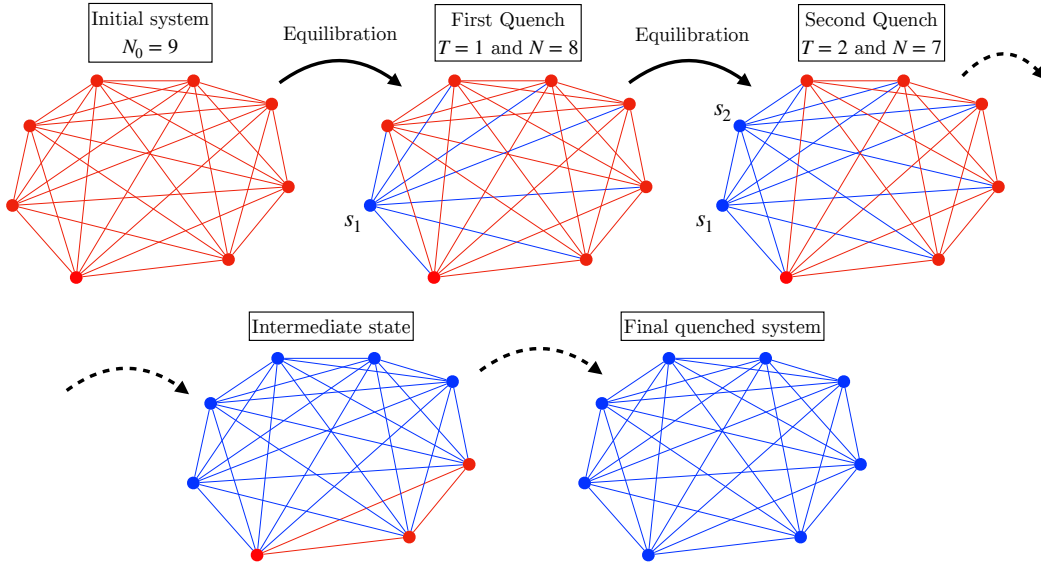 Initial system
N₀ = 9
Equilibration
First Quench
T = 1 and N = 8
Equilibration
Second Quench
T = 2 and N = 7
s₁
s₂
s₁
Intermediate state
Final quenched system